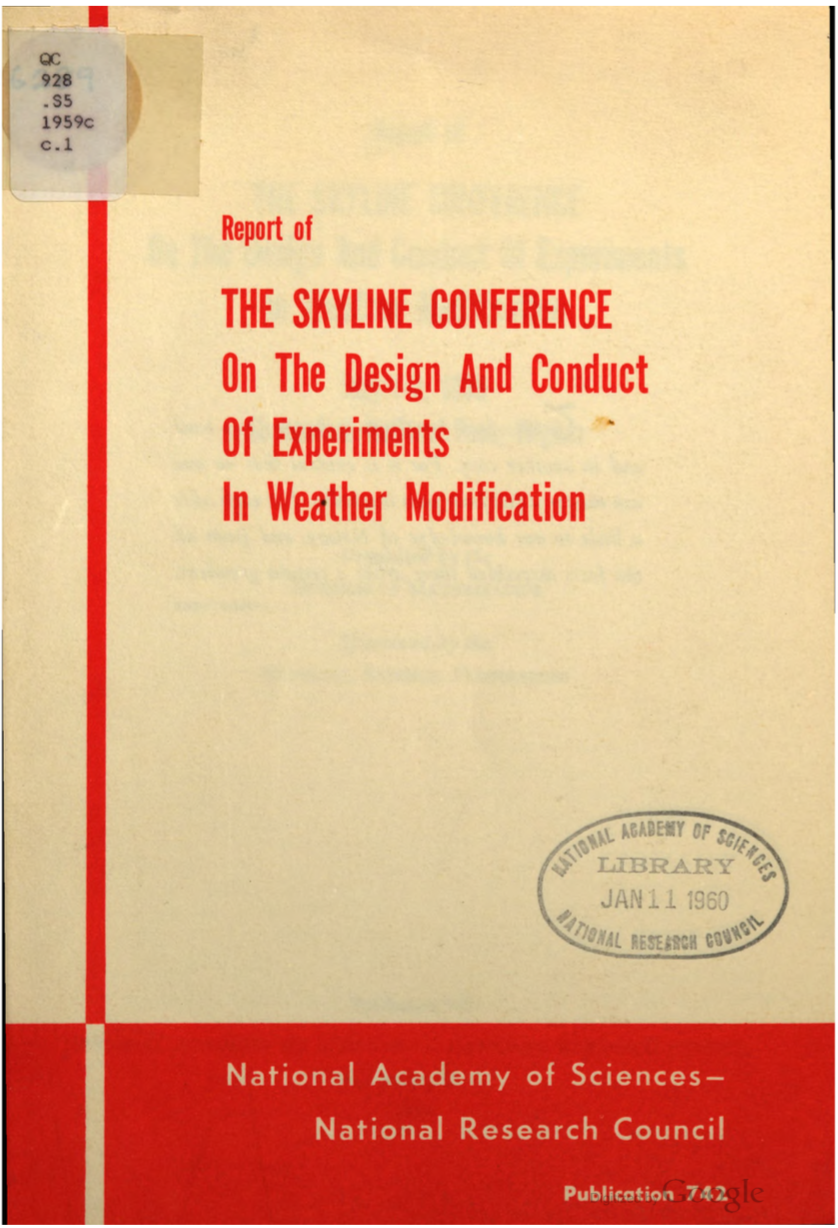 QC
928
.S5
1959c
c.1
Report of
THE SKYLINE CONFERENCE
On The Design And Conduct
Of Experiments
In Weather Modification
NATIONAL ACADEMY OF SCIENCES
LIBRARY
JAN 11 1960
NATIONAL RESEARCH COUNCIL
National Academy of Sciences—
National Research Council
Publication 742
Google